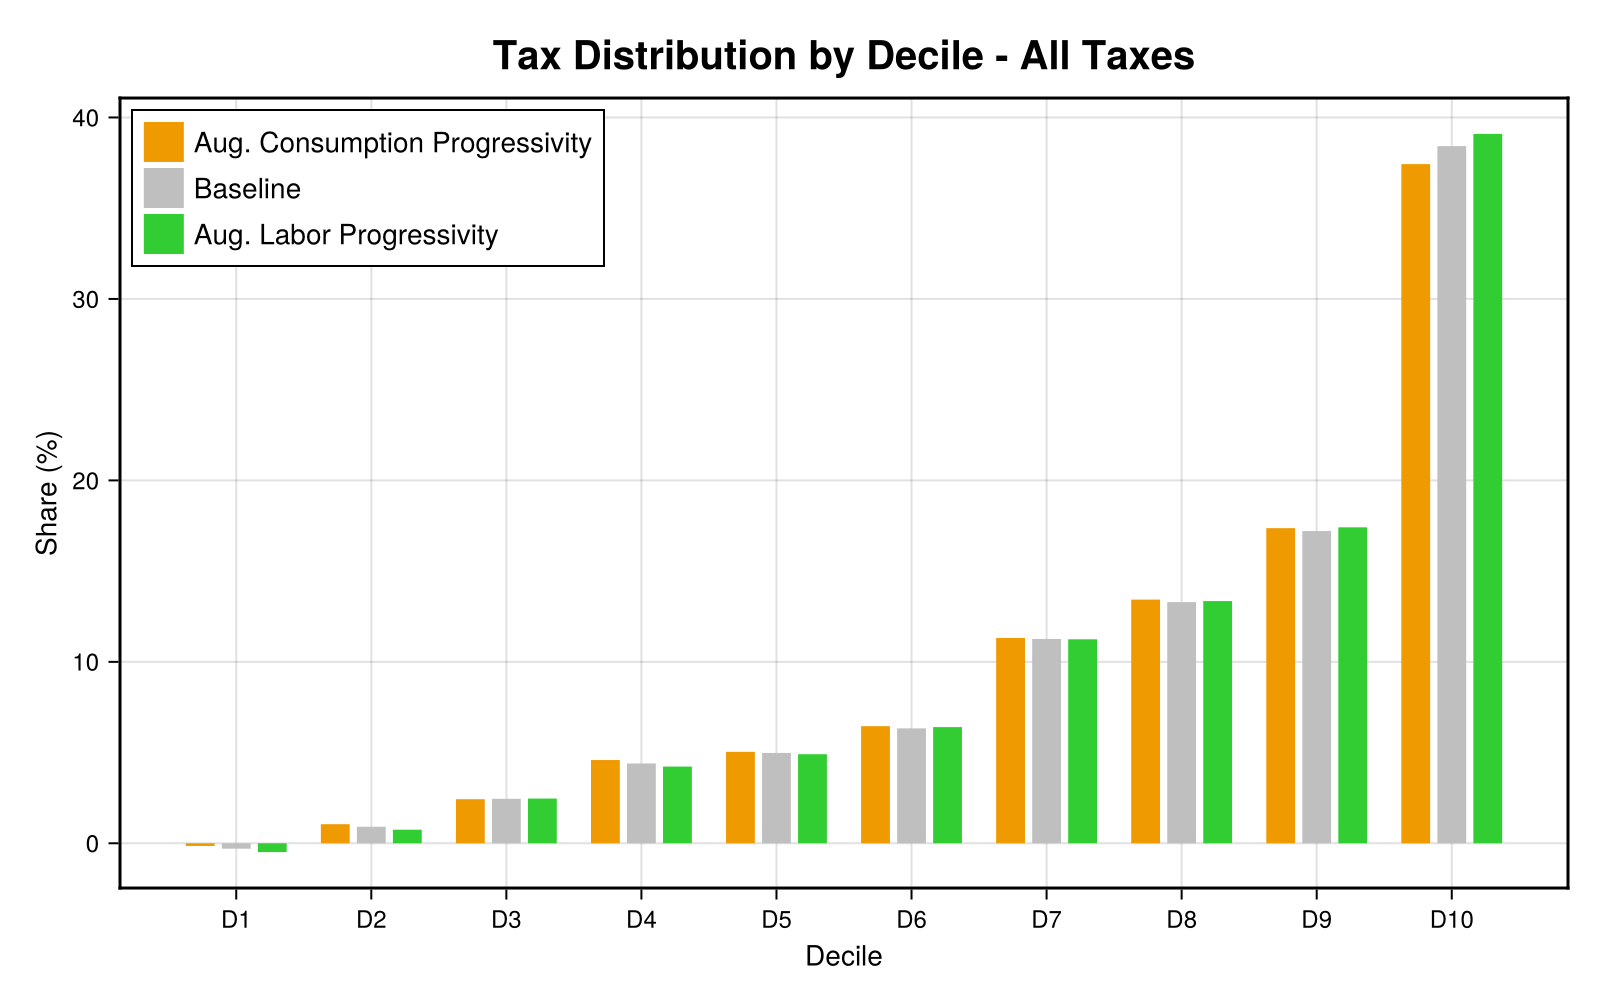 Tax Distribution by Decile - All Taxes
Aug. Consumption Progressivity
Baseline
Aug. Labor Progressivity
Share (%)
40
30
20
10
0
D1 D2 D3 D4 D5 D6 D7 D8 D9 D10
Decile